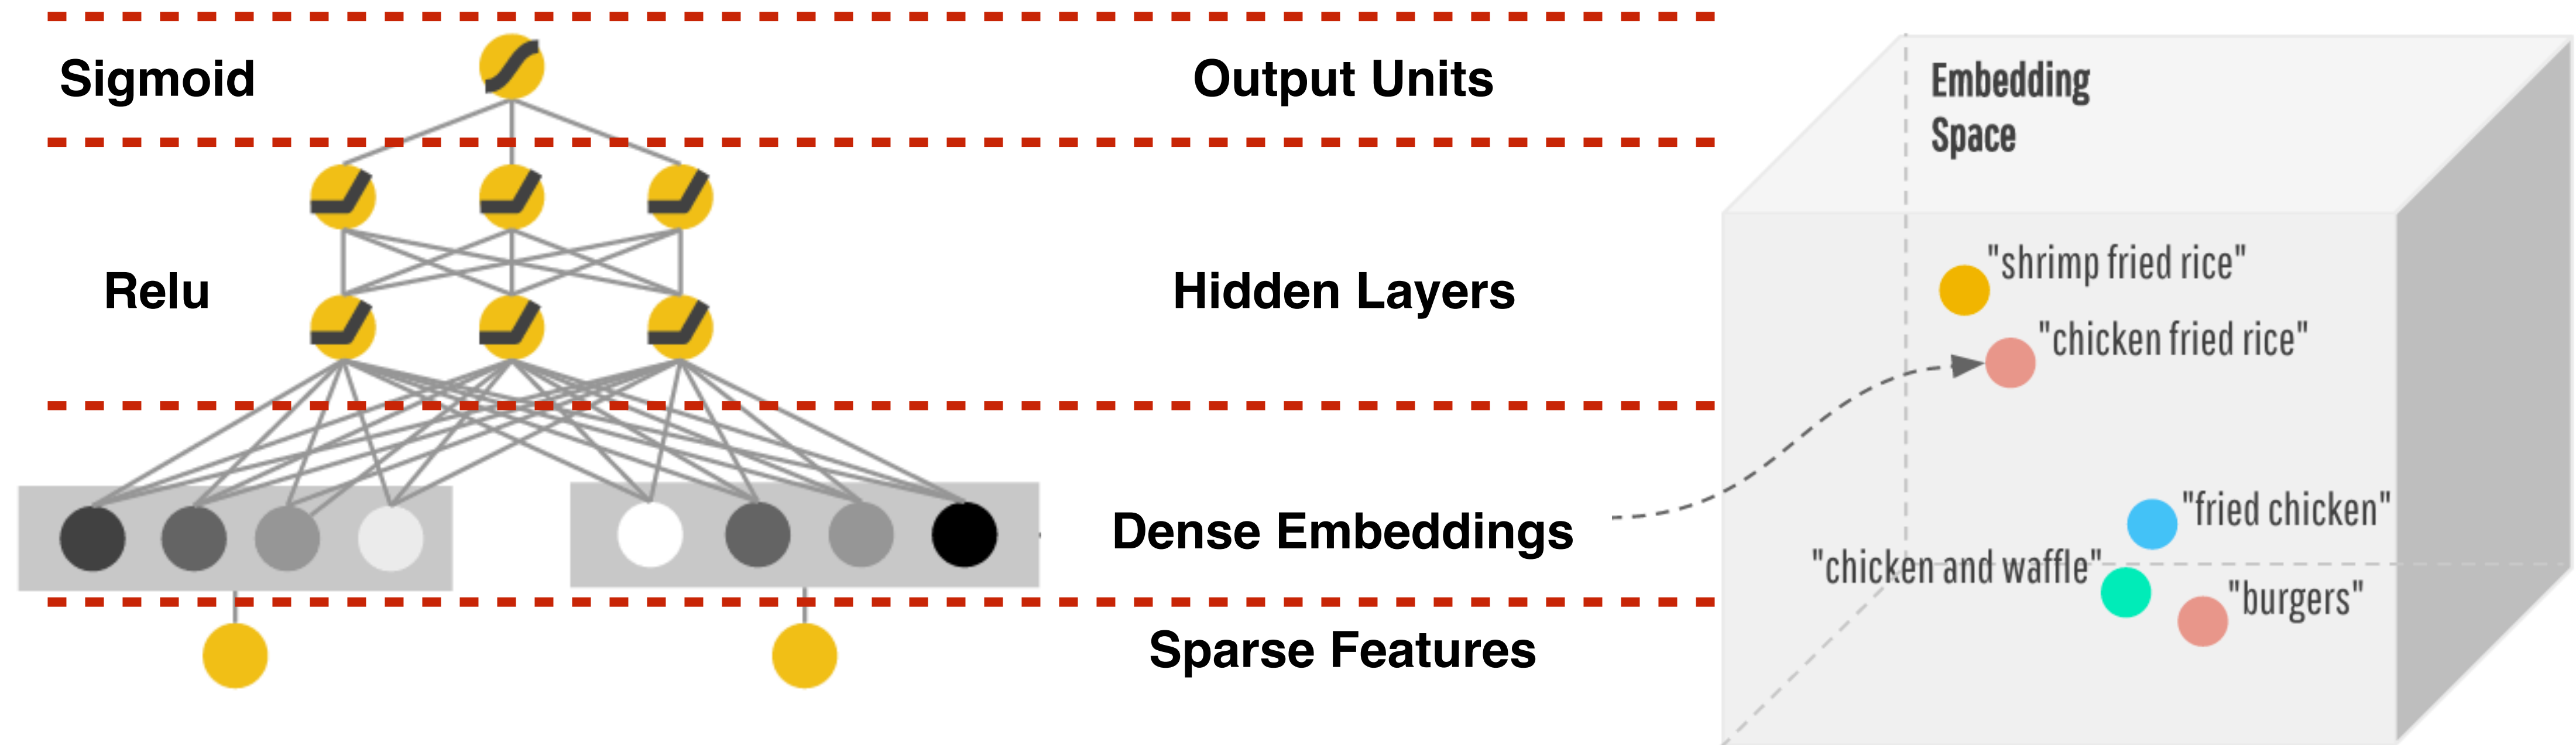 Sigmoid
Output Units
Embedding
Space
Relu
Hidden Layers
"shrimp fried rice"
"chicken fried rice"
Dense Embeddings
"fried chicken"
"chicken and waffle"
"burgers"
Sparse Features